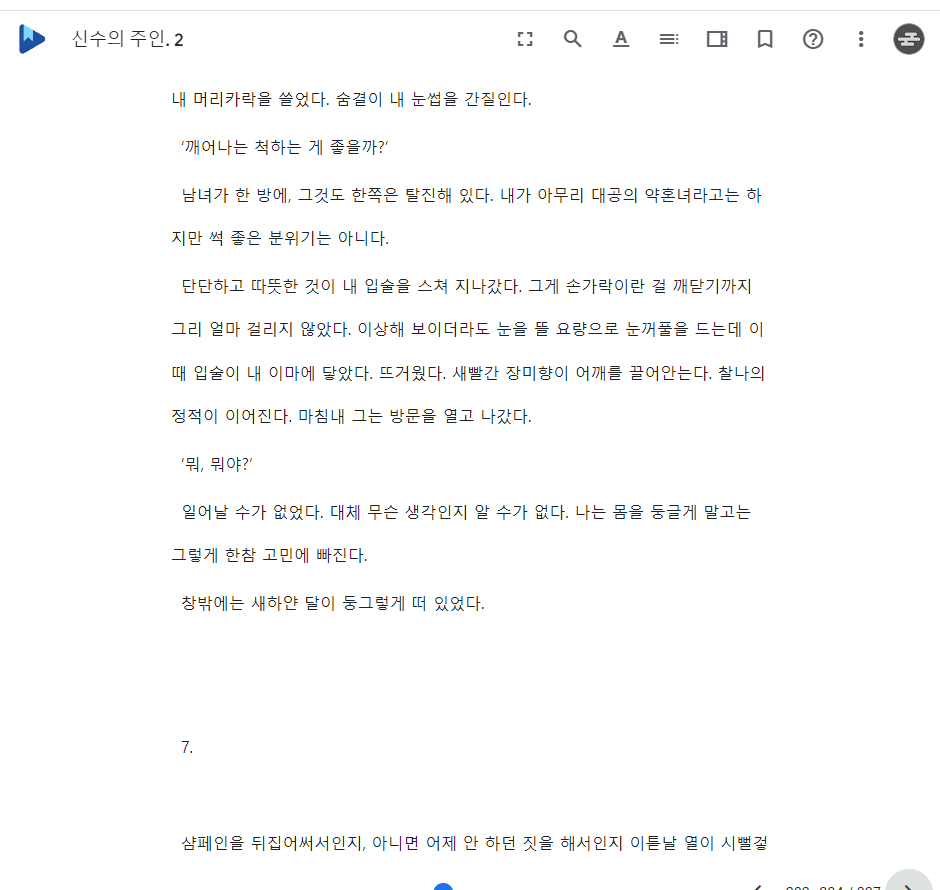 신수의 주인. 2
내 머리카락을 쓸었다. 숨결이 내 눈썹을 간질인다.
‘깨어나는 척하는 게 좋을까?’
남녀가 한 방에, 그것도 한쪽은 탈진해 있다. 내가 아무리 대공의 약혼녀라고는 하
지만 썩 좋은 분위기는 아니다.
단단하고 따뜻한 것이 내 입술을 스쳐 지나갔다. 그게 손가락이란 걸 깨닫기까지
그리 얼마 걸리지 않았다. 이상해 보이더라도 눈을 뜰 요량으로 눈꺼풀을 드는데 이
때 입술이 내 이마에 닿았다. 뜨거웠다. 새빨간 장미향이 어깨를 끌어안는다. 찰나의
정적이 이어진다. 마침내 그는 방문을 열고 나갔다.
‘뭐, 뭐야?’
일어날 수가 없었다. 대체 무슨 생각인지 알 수가 없다. 나는 몸을 둥글게 말고는
그렇게 한참 고민에 빠진다.
창밖에는 새하얀 달이 둥그렇게 떠 있었다.
7.
샴페인을 뒤집어써서인지, 아니면 어제 안 하던 짓을 해서인지 이튿날 열이 시뻘겋